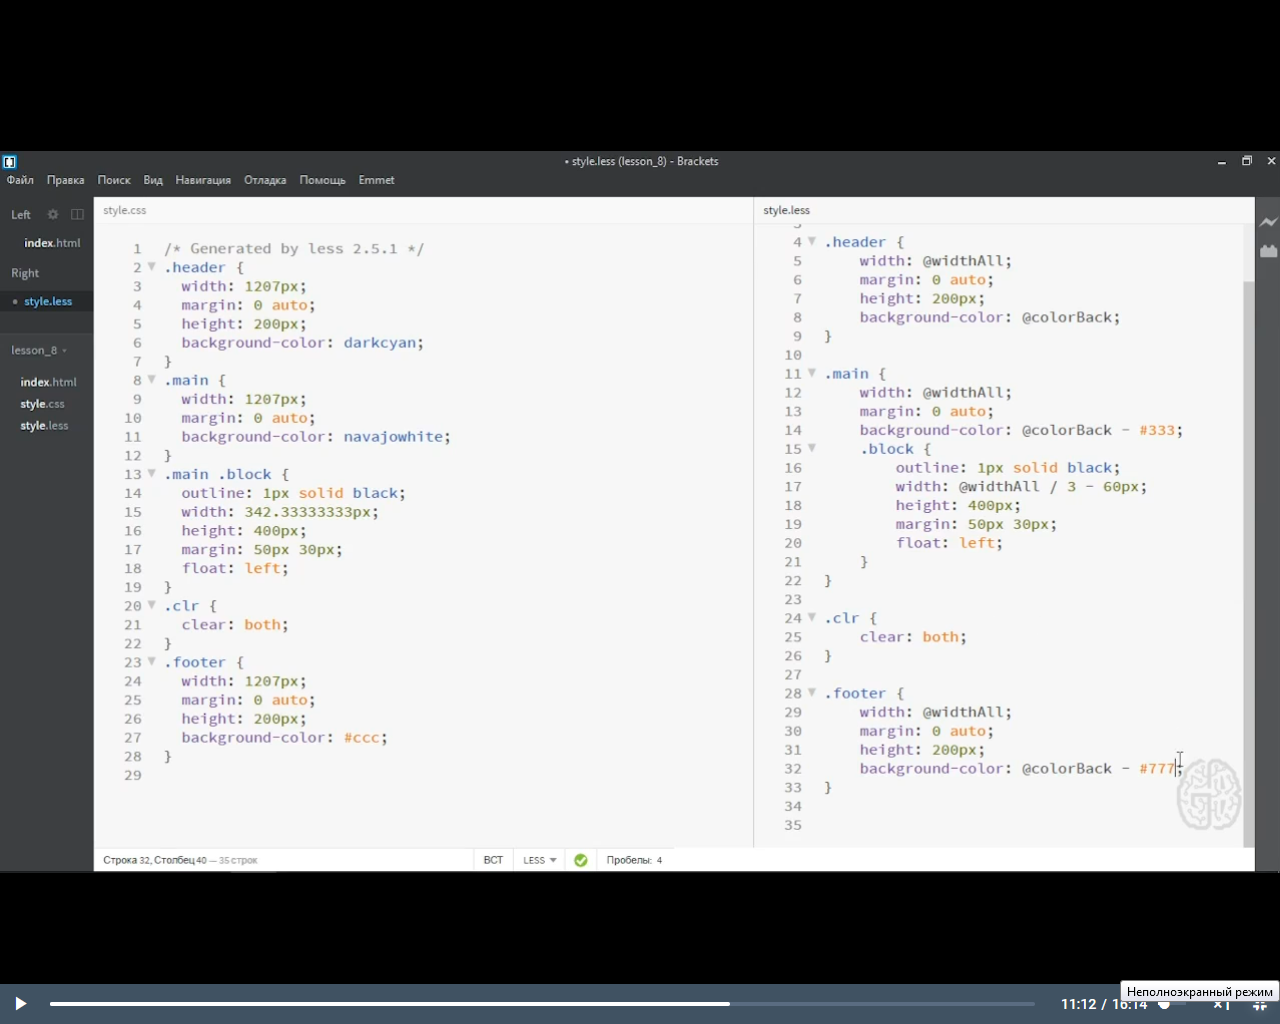 • style.less (lesson_8) - Brackets
Файл Правка Поиск Вид Навигация Отладка Помощь Emmet
Left
index.html
Right
• style.less
lesson_8
index.html
style.css
style.less
style.css
1 /* Generated by less 2.5.1 */
2 .header {
3 width: 1207px;
4 margin: 0 auto;
5 height: 200px;
6 background-color: darkcyan;
7 }
8 .main {
9 width: 1207px;
10 margin: 0 auto;
11 background-color: navajowhite;
12 }
13 .main .block {
14 outline: 1px solid black;
15 width: 342.33333333px;
16 height: 400px;
17 margin: 50px 30px;
18 float: left;
19 }
20 .clr {
21 clear: both;
22 }
23 .footer {
24 width: 1207px;
25 margin: 0 auto;
26 height: 200px;
27 background-color: #ccc;
28 }
29
style.less
3
4 .header {
5 width: @widthAll;
6 margin: 0 auto;
7 height: 200px;
8 background-color: @colorBack;
9 }
10
11 .main {
12 width: @widthAll;
13 margin: 0 auto;
14 background-color: @colorBack - #333;
15 .block {
16 outline: 1px solid black;
17 width: @widthAll / 3 - 60px;
18 height: 400px;
19 margin: 50px 30px;
20 float: left;
21 }
22 }
23
24 .clr {
25 clear: both;
26 }
27
28 .footer {
29 width: @widthAll;
30 margin: 0 auto;
31 height: 200px;
32 background-color: @colorBack - #777;
33 }
34
35
Строка 32, Столбец 40 — 35 строк
ВСТ LESS Пробелы: 4
Неполноэкранный режим
11:12 / 16:14